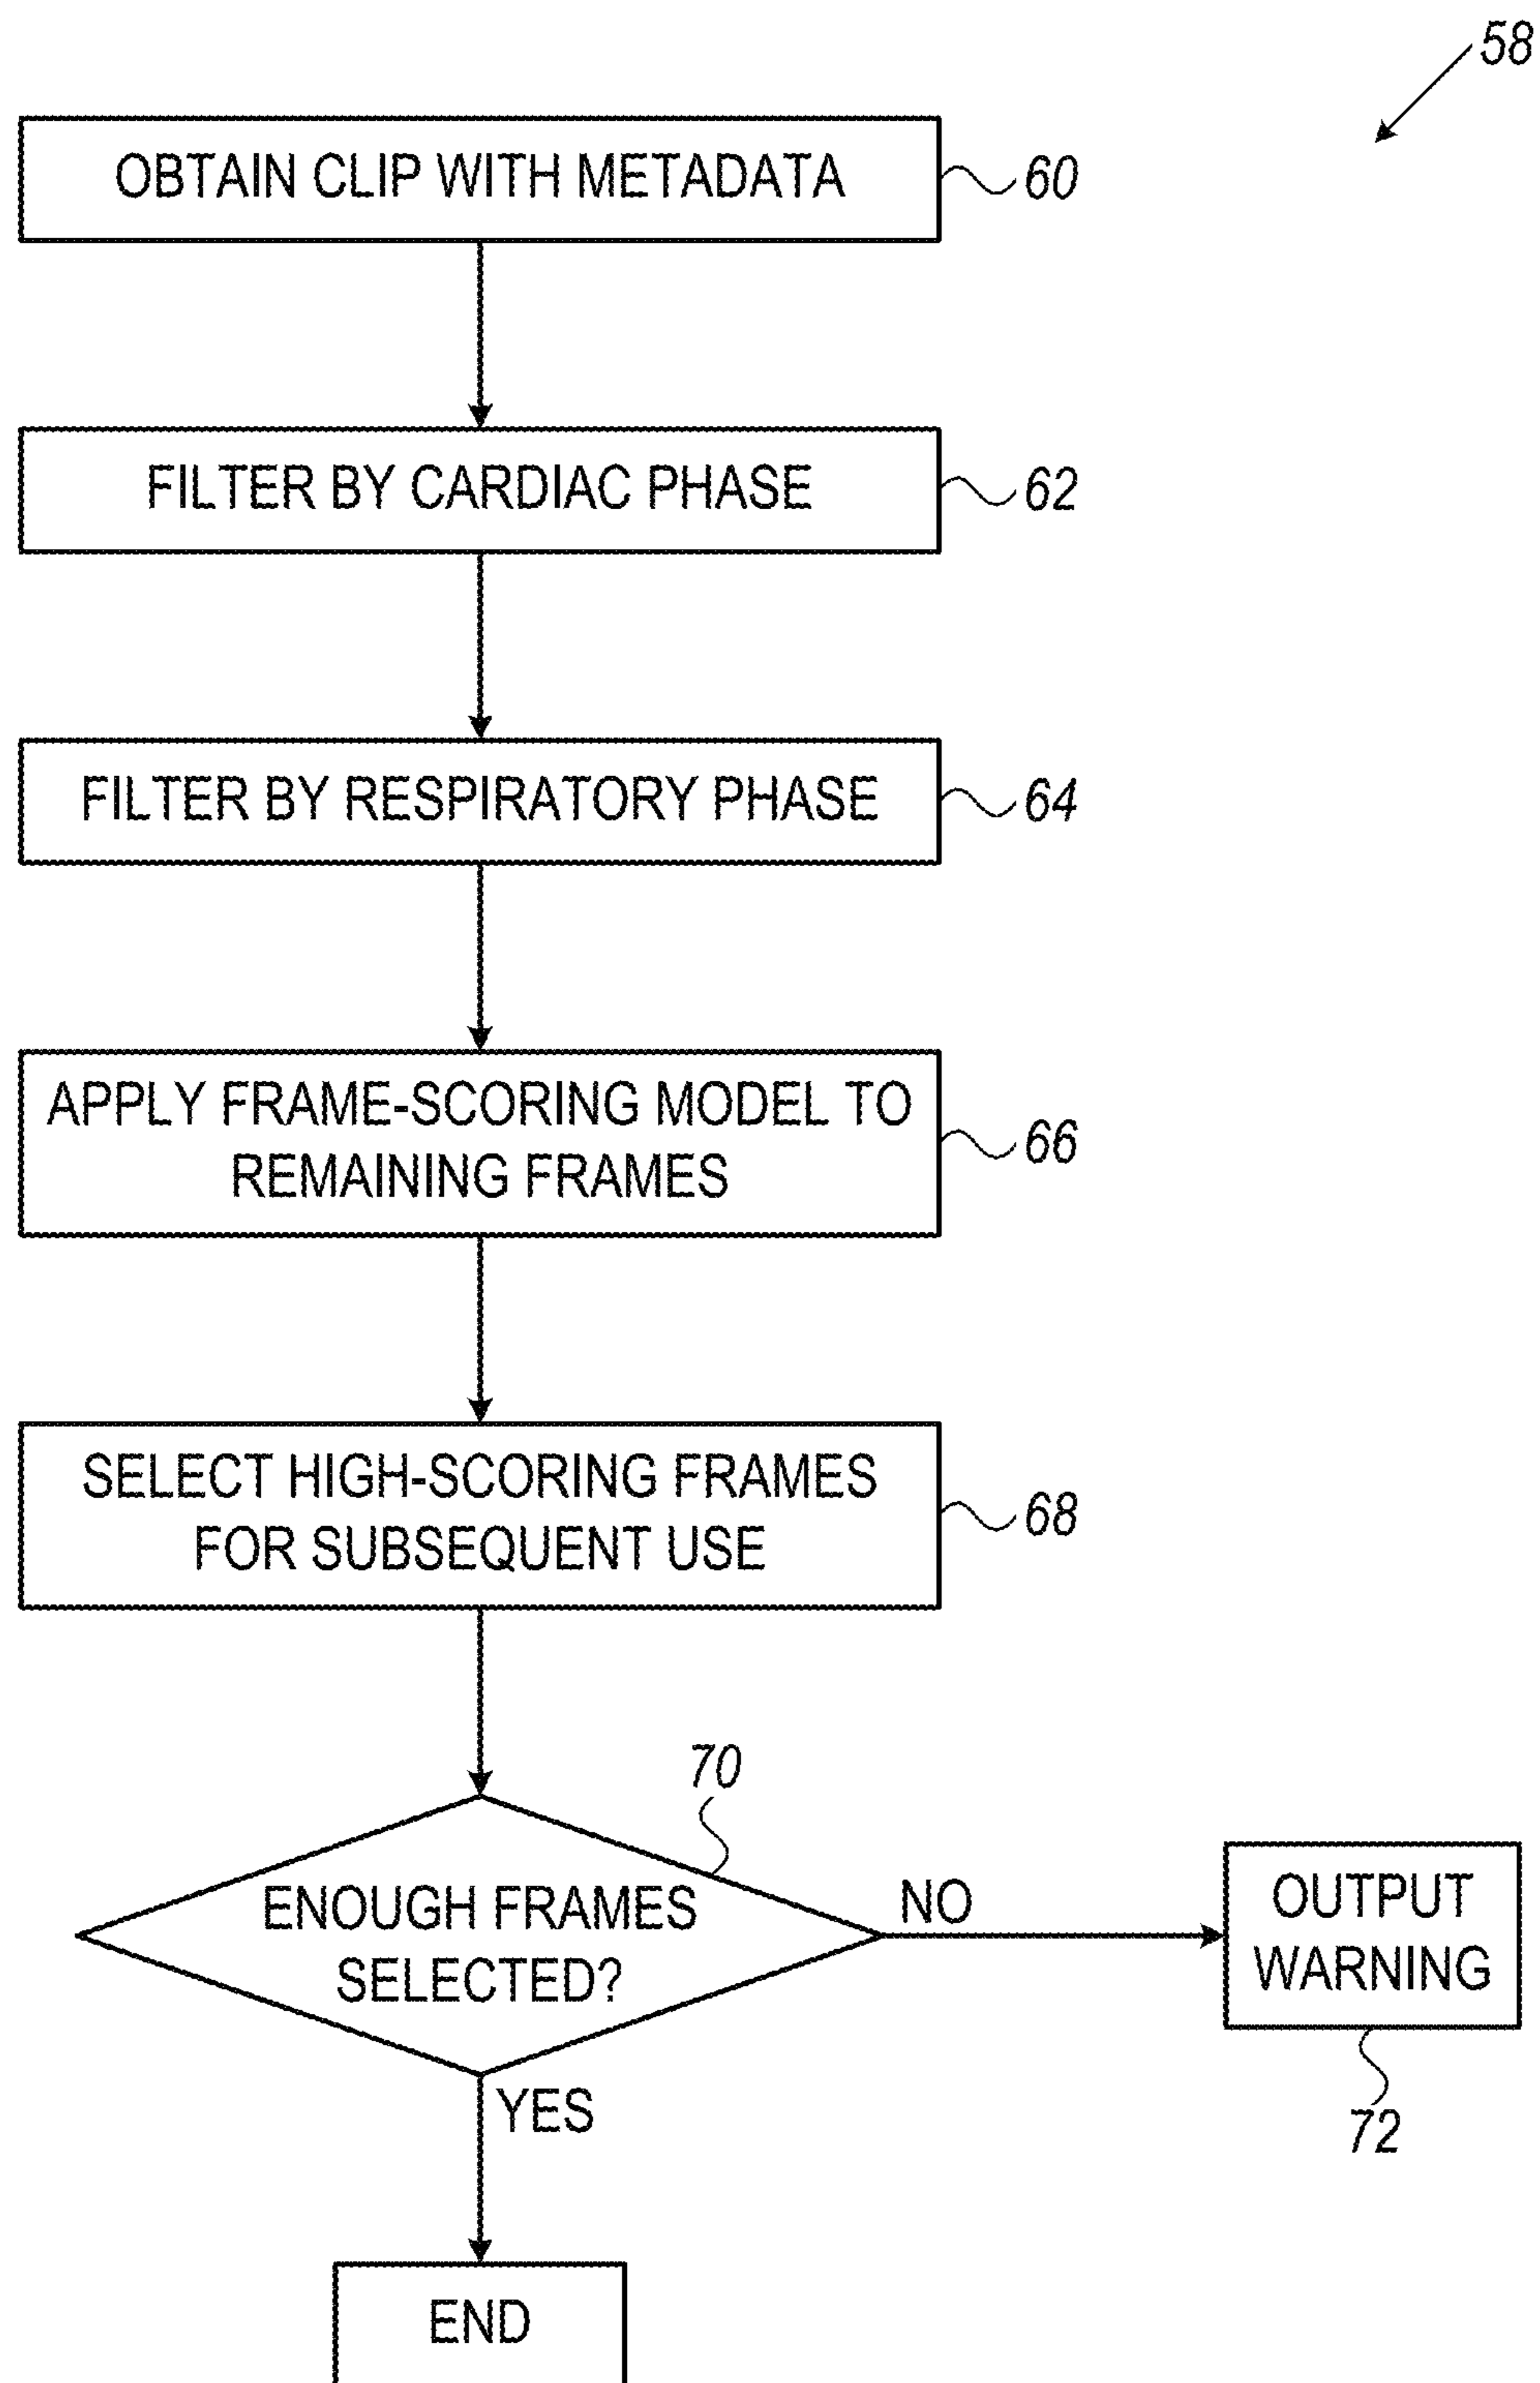 58
OBTAIN CLIP WITH METADATA
60
FILTER BY CARDIAC PHASE
62
FILTER BY RESPIRATORY PHASE
64
APPLY FRAME-SCORING MODEL TO
REMAINING FRAMES
66
SELECT HIGH-SCORING FRAMES
FOR SUBSEQUENT USE
68
70
ENOUGH FRAMES
SELECTED?
NO
OUTPUT
WARNING
72
YES
END